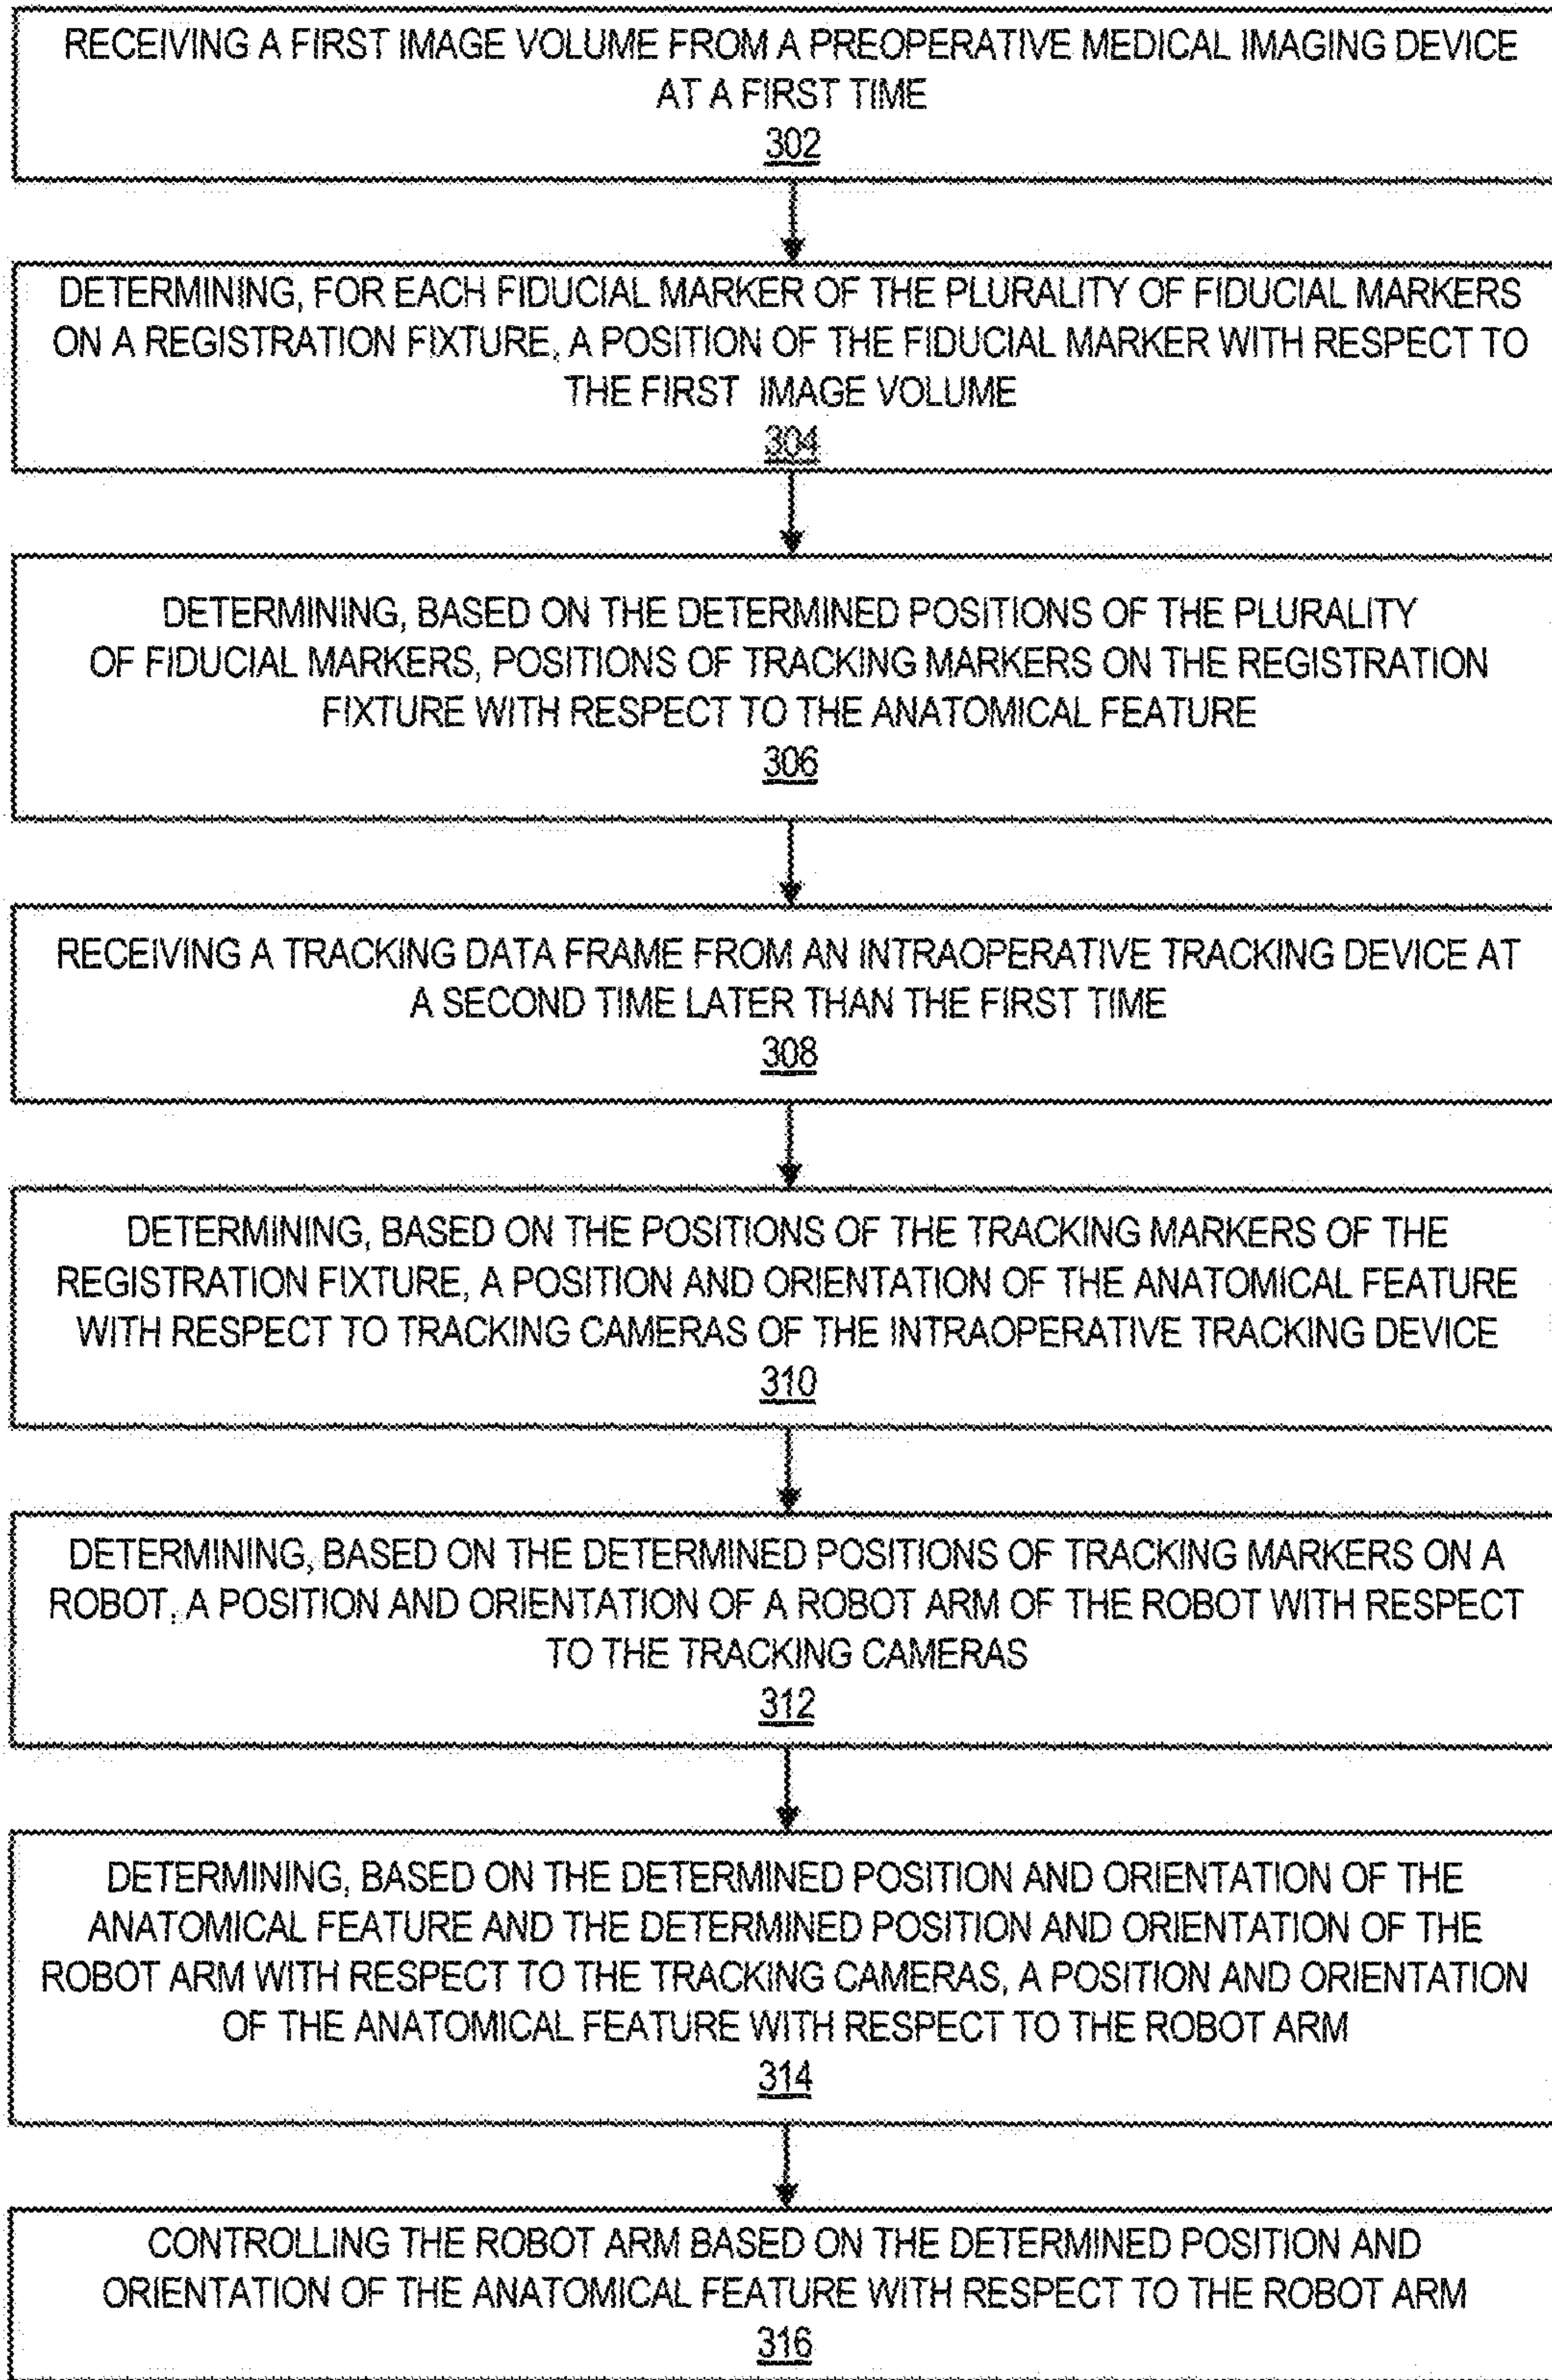 RECEIVING A FIRST IMAGE VOLUME FROM A PREOPERATIVE MEDICAL IMAGING DEVICE
AT A FIRST TIME
302
DETERMINING, FOR EACH FIDUCIAL MARKER OF THE PLURALITY OF FIDUCIAL MARKERS
ON A REGISTRATION FIXTURE, A POSITION OF THE FIDUCIAL MARKER WITH RESPECT TO
THE FIRST IMAGE VOLUME
304
DETERMINING, BASED ON THE DETERMINED POSITIONS OF THE PLURALITY
OF FIDUCIAL MARKERS, POSITIONS OF TRACKING MARKERS ON THE REGISTRATION
FIXTURE WITH RESPECT TO THE ANATOMICAL FEATURE
306
RECEIVING A TRACKING DATA FRAME FROM AN INTRAOPERATIVE TRACKING DEVICE AT
A SECOND TIME LATER THAN THE FIRST TIME
308
DETERMINING, BASED ON THE POSITIONS OF THE TRACKING MARKERS OF THE
REGISTRATION FIXTURE, A POSITION AND ORIENTATION OF THE ANATOMICAL FEATURE
WITH RESPECT TO TRACKING CAMERAS OF THE INTRAOPERATIVE TRACKING DEVICE
310
DETERMINING, BASED ON THE DETERMINED POSITIONS OF TRACKING MARKERS ON A
ROBOT, A POSITION AND ORIENTATION OF A ROBOT ARM OF THE ROBOT WITH RESPECT
TO THE TRACKING CAMERAS
312
DETERMINING, BASED ON THE DETERMINED POSITION AND ORIENTATION OF THE
ANATOMICAL FEATURE AND THE DETERMINED POSITION AND ORIENTATION OF THE
ROBOT ARM WITH RESPECT TO THE TRACKING CAMERAS, A POSITION AND ORIENTATION
OF THE ANATOMICAL FEATURE WITH RESPECT TO THE ROBOT ARM
314
CONTROLLING THE ROBOT ARM BASED ON THE DETERMINED POSITION AND
ORIENTATION OF THE ANATOMICAL FEATURE WITH RESPECT TO THE ROBOT ARM
316